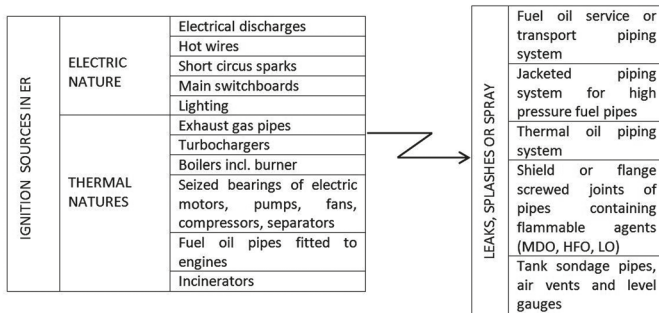 IGNITION SOURCES IN ER
ELECTRIC
NATURE
Electrical discharges
Hot wires
Short circus sparks
Main switchboards
Lighting
THERMAL
NATURES
Exhaust gas pipes
Turbochargers
Boilers incl. burner
Seized bearings of electric
motors, pumps, fans,
compressors, separators
Fuel oil pipes fitted to
engines
Incinerators
LEAKS, SPLASHES OR SPRAY
Fuel oil service or
transport piping
system
Jacketed piping
system for high
pressure fuel pipes
Thermal oil piping
system
Shield or flange
screwed joints of
pipes containing
flammable agents
(MDO, HFO, LO)
Tank sondage pipes,
air vents and level
gauges